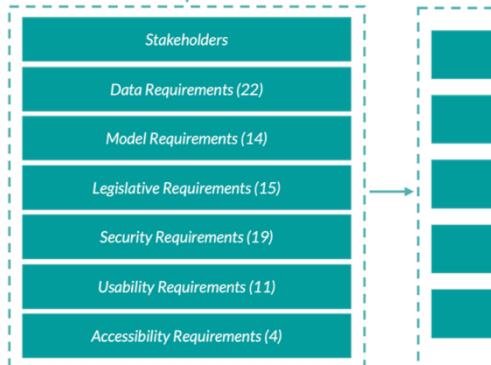 Stakeholders
Data Requirements (22)
Model Requirements (14)
Legislative Requirements (15)
Security Requirements (19)
Usability Requirements (11)
Accessibility Requirements (4)